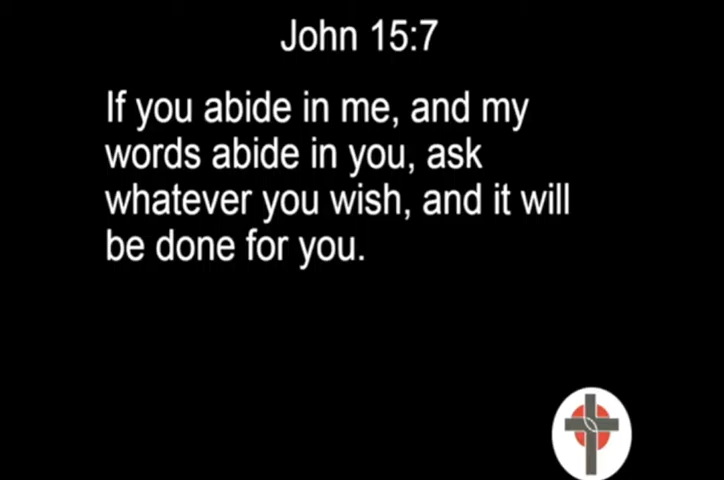 John 15:7
If you abide in me, and my
words abide in you, ask
whatever you wish, and it will
be done for you.